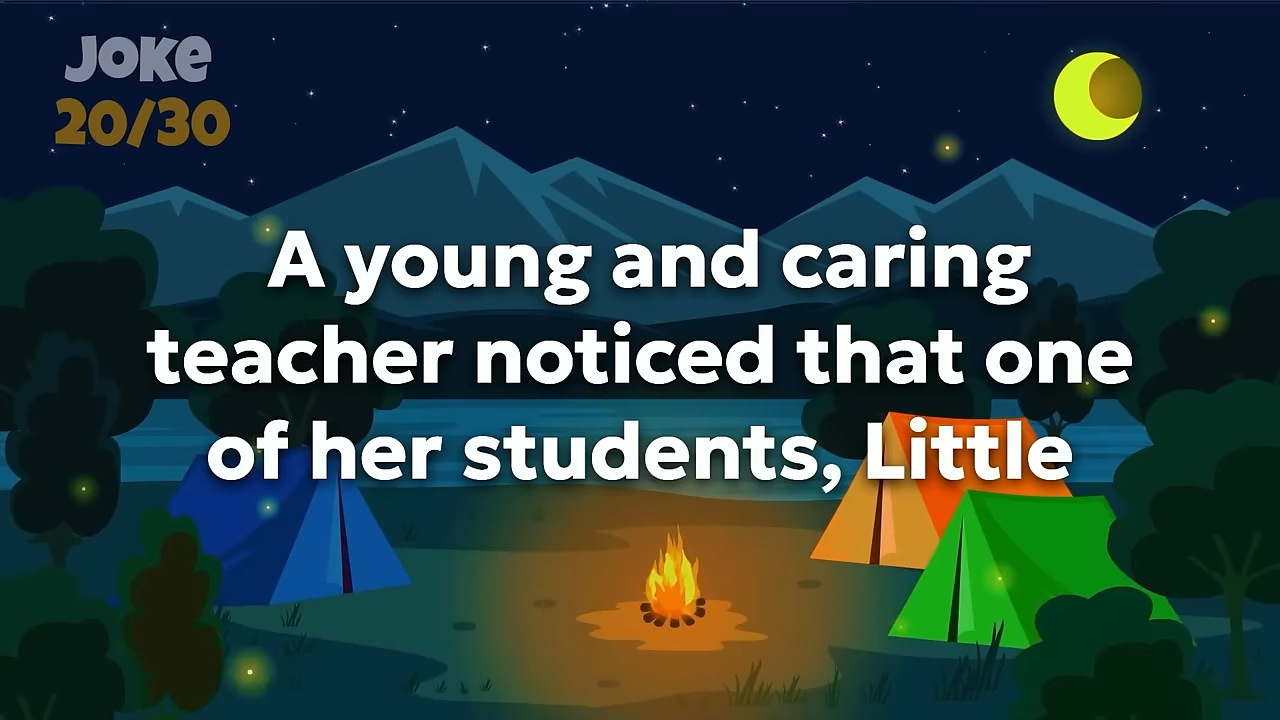 Joke
20/30
A young and caring
teacher noticed that one
of her students, Little